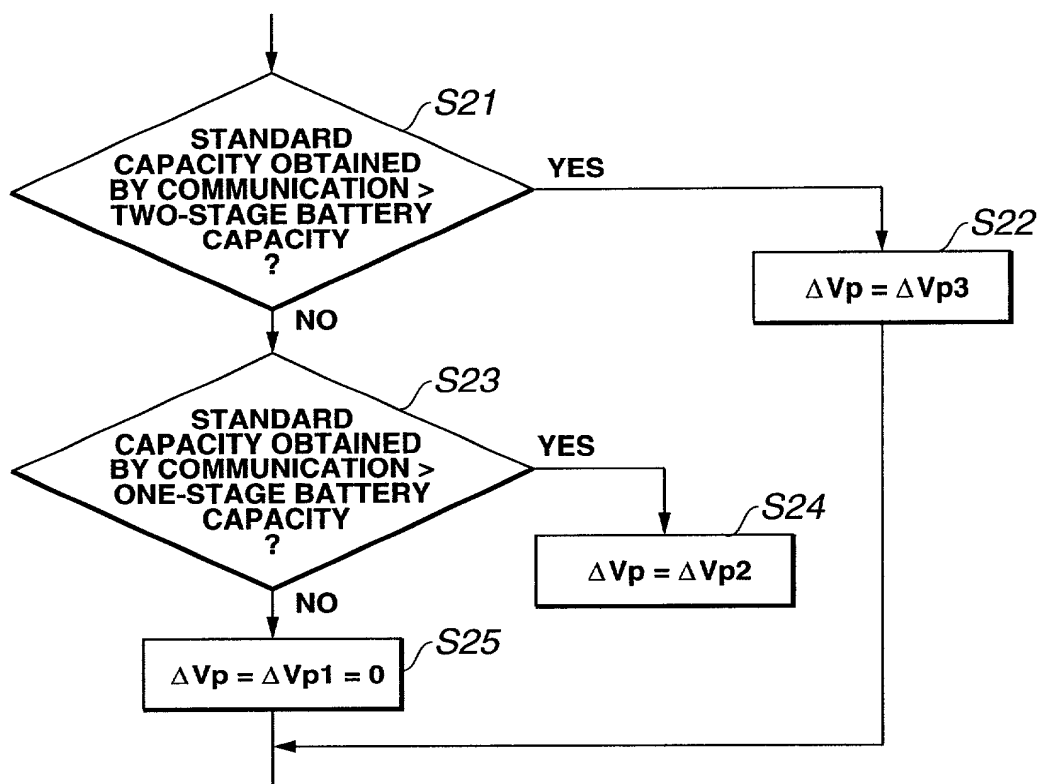 S21
STANDARD
CAPACITY OBTAINED
BY COMMUNICATION >
TWO-STAGE BATTERY
CAPACITY
?
YES
S22
ΔVp = ΔVp3
NO
S23
STANDARD
CAPACITY OBTAINED
BY COMMUNICATION >
ONE-STAGE BATTERY
CAPACITY
?
YES
S24
ΔVp = ΔVp2
NO
S25
ΔVp = ΔVp1 = 0